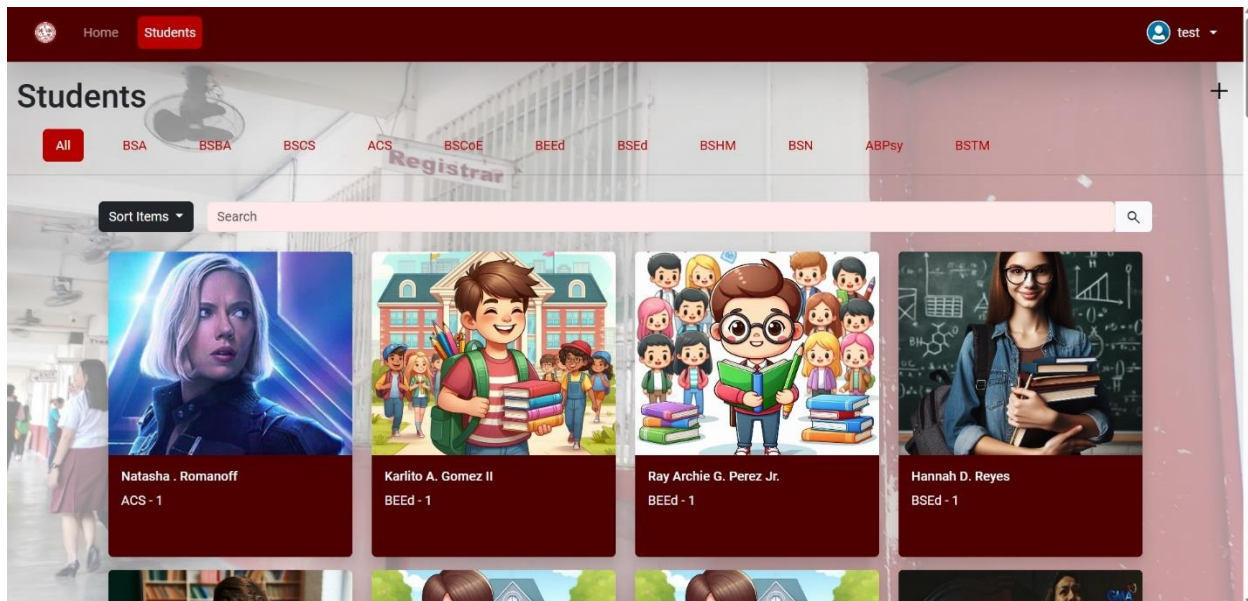 Home Students test
Students +
All BSA BSBA BSCS ACS BSCoE BEEd BSEd BSHM BSN ABPsy BSTM
Registrar
Sort Items Search
Natasha . Romanoff
ACS - 1
Karlito A. Gomez II
BEEd - 1
Ray Archie G. Perez Jr.
BEEd - 1
Hannah D. Reyes
BSEd - 1
GMA